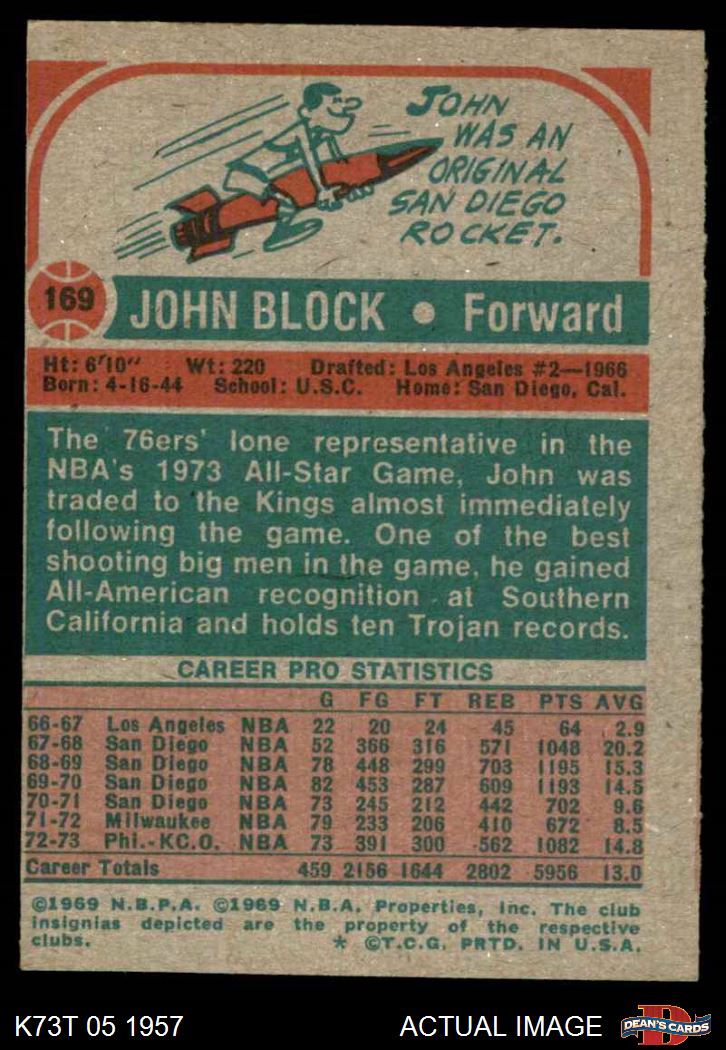 JOHN
WAS AN
ORIGINAL
SAN DIEGO
ROCKET.
169
JOHN BLOCK • Forward
Ht: 6'10" Wt: 220 Drafted: Los Angeles #2—1966
Born: 4-16-44 School: U.S.C. Home: San Diego, Cal.
The 76ers' lone representative in the
NBA's 1973 All-Star Game, John was
traded to the Kings almost immediately
following the game. One of the best
shooting big men in the game, he gained
All-American recognition at Southern
California and holds ten Trojan records.
CAREER PRO STATISTICS
G FG FT REB PTS AVG
66-67 Los Angeles NBA 22 20 24 45 64 2.9
67-68 San Diego NBA 52 366 316 571 1048 20.2
68-69 San Diego NBA 78 448 299 703 1195 15.3
69-70 San Diego NBA 82 453 287 609 1193 14.5
70-71 San Diego NBA 73 245 212 442 702 9.6
71-72 Milwaukee NBA 79 233 206 410 672 8.5
72-73 Phi.-KC.O. NBA 73 391 300 562 1082 14.8
Career Totals 459 2156 1644 2802 5956 13.0
©1969 N.B.P.A. ©1969 N.B.A. Properties, Inc. The club
insignias depicted are the property of the respective
clubs. * ©T.C.G. PRTD. IN U.S.A.
K73T 05 1957 ACTUAL IMAGE
DEAN'S CARDS